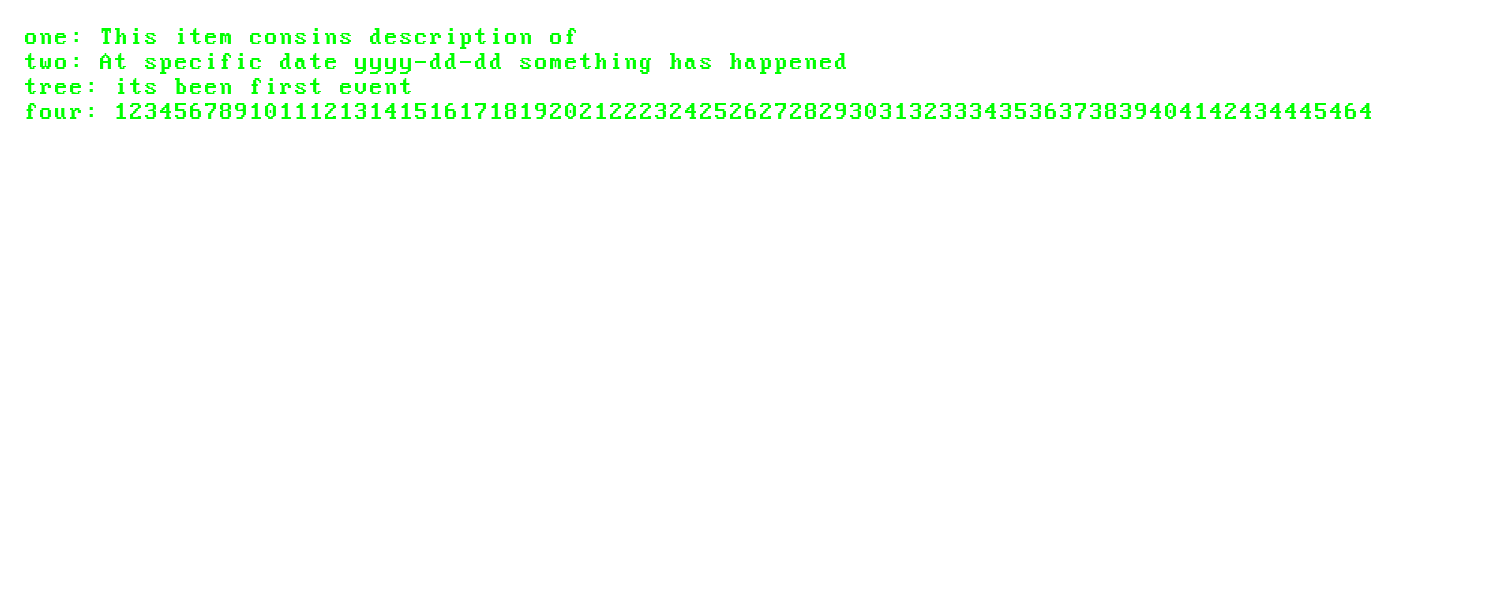 one: This item consins description of
two: At specific date yyyy-dd-dd something has happened
tree: its been first event
four: 123456789101112131415161718192021222324252627282930313233343536373839404142434445464